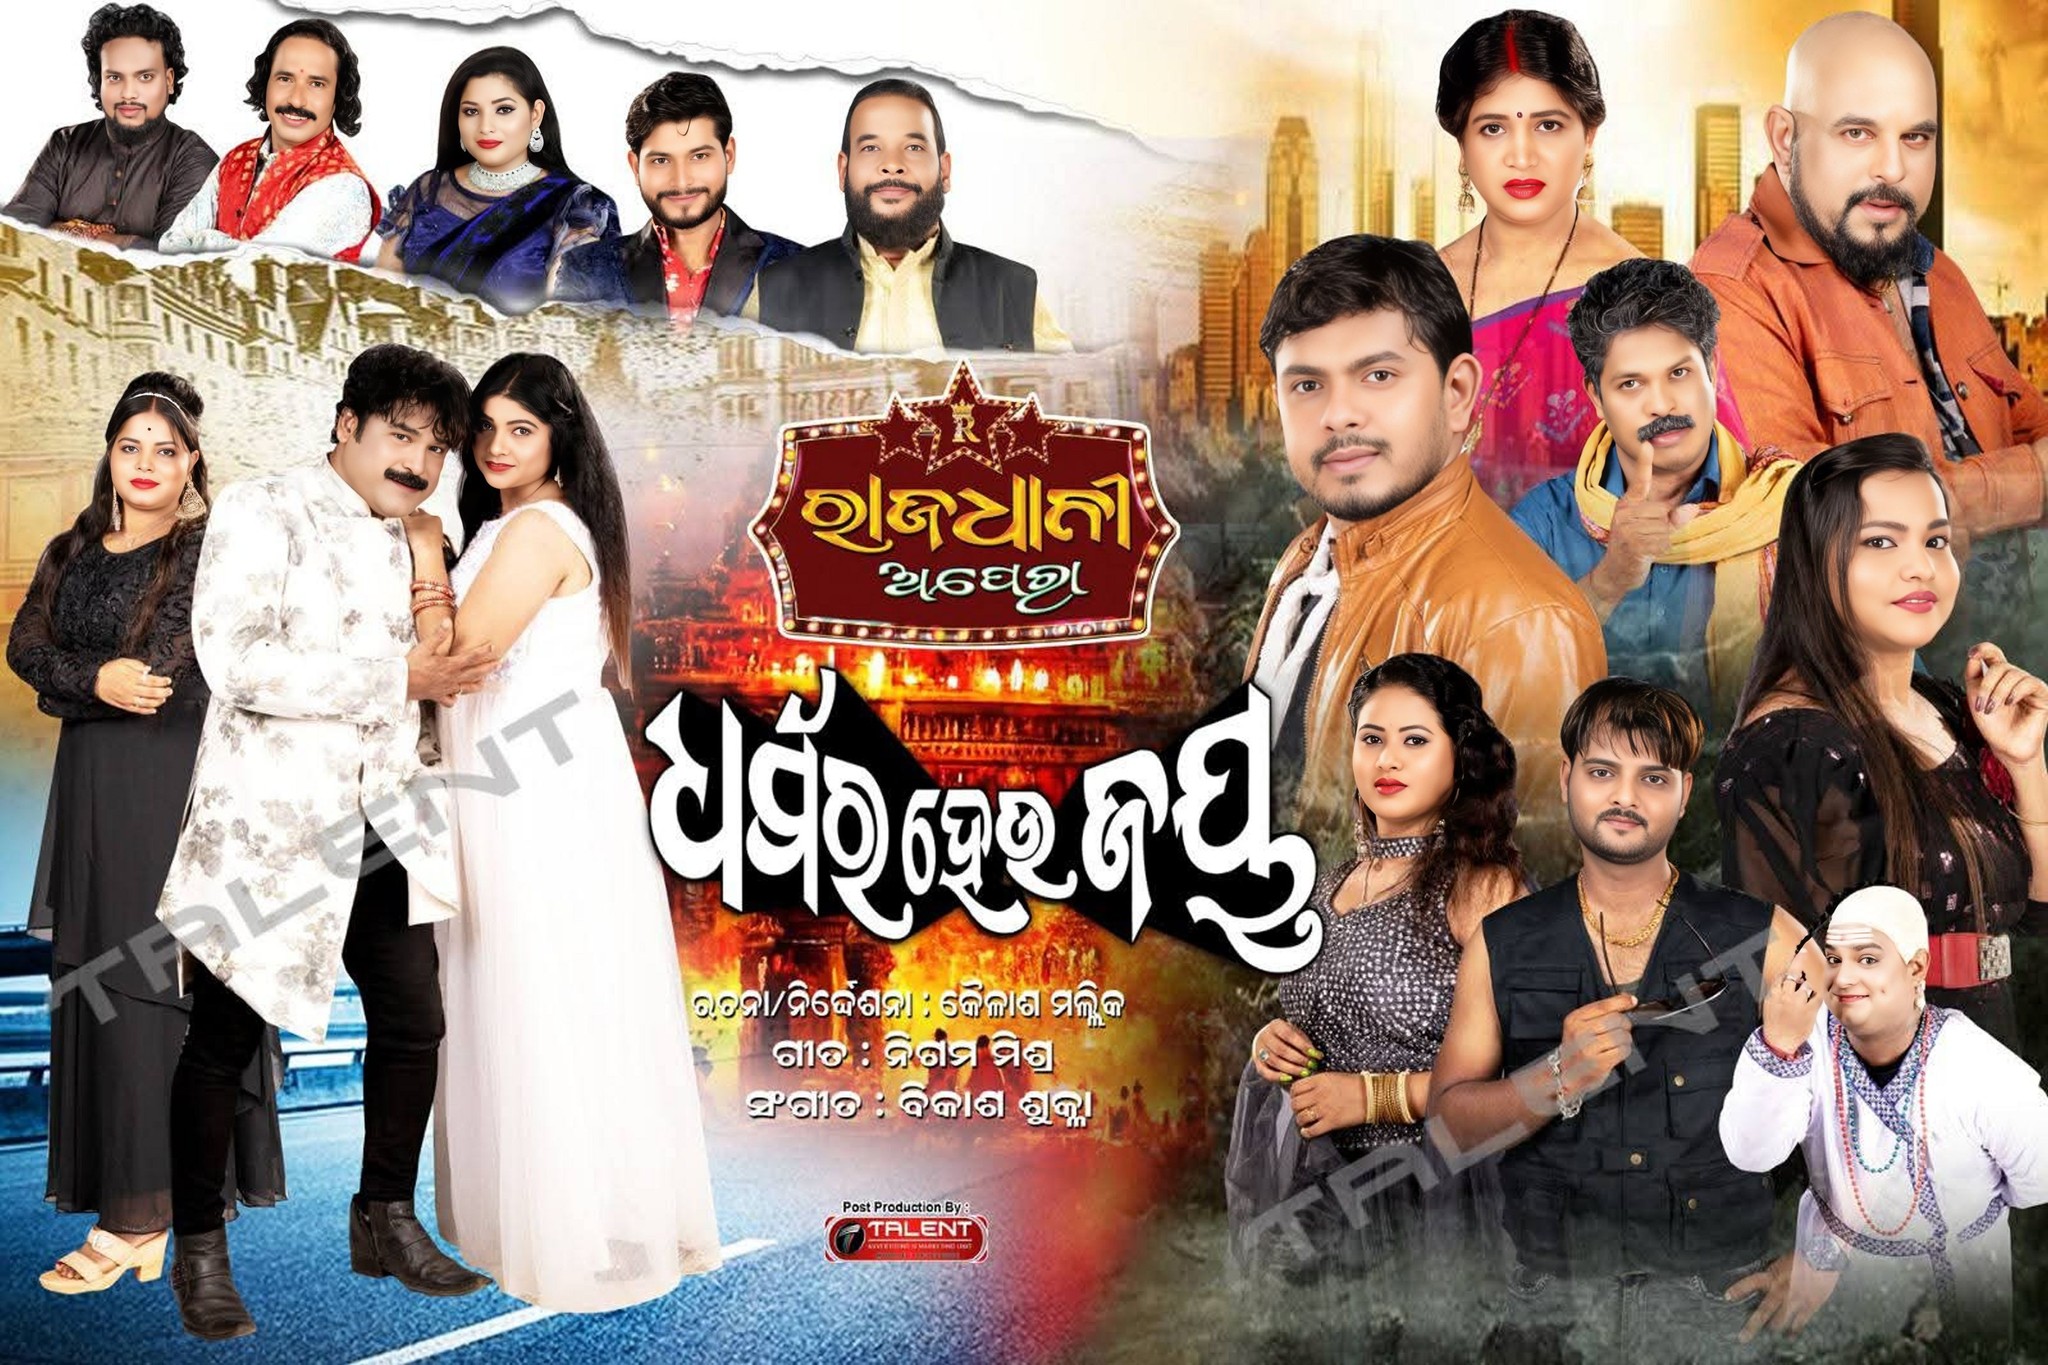 R
ରାଜଧାନୀ
ଅପେରା
ଧର୍ମର ହେଉ ଜୟ
ରଚନା/ନିର୍ଦ୍ଦେଶନା : କୈଳାଶ ମଲ୍ଲିକ
ଗୀତ : ନିଗମ ମିଶ୍ର
ସଂଗୀତ : ବିକାଶ ଶୁକ୍ଳା
Post Production By :
TALENT
TALENT
TALENT